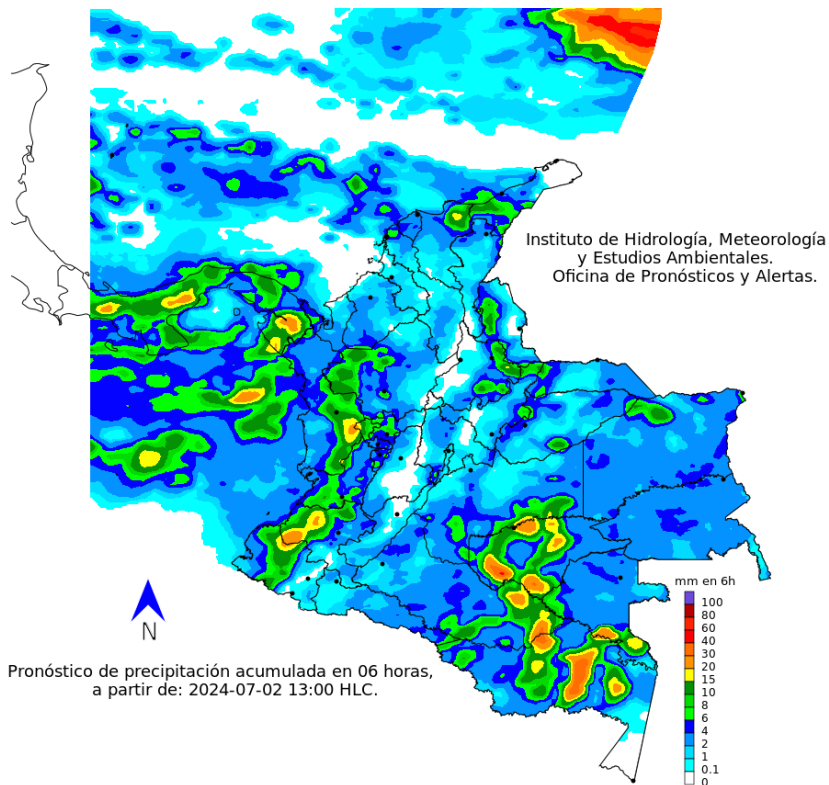 Instituto de Hidrología, Meteorología
y Estudios Ambientales.
Oficina de Pronósticos y Alertas.
mm en 6h
100
80
60
40
30
20
15
10
8
6
4
2
1
0.1
0
N
Pronóstico de precipitación acumulada en 06 horas,
a partir de: 2024-07-02 13:00 HLC.